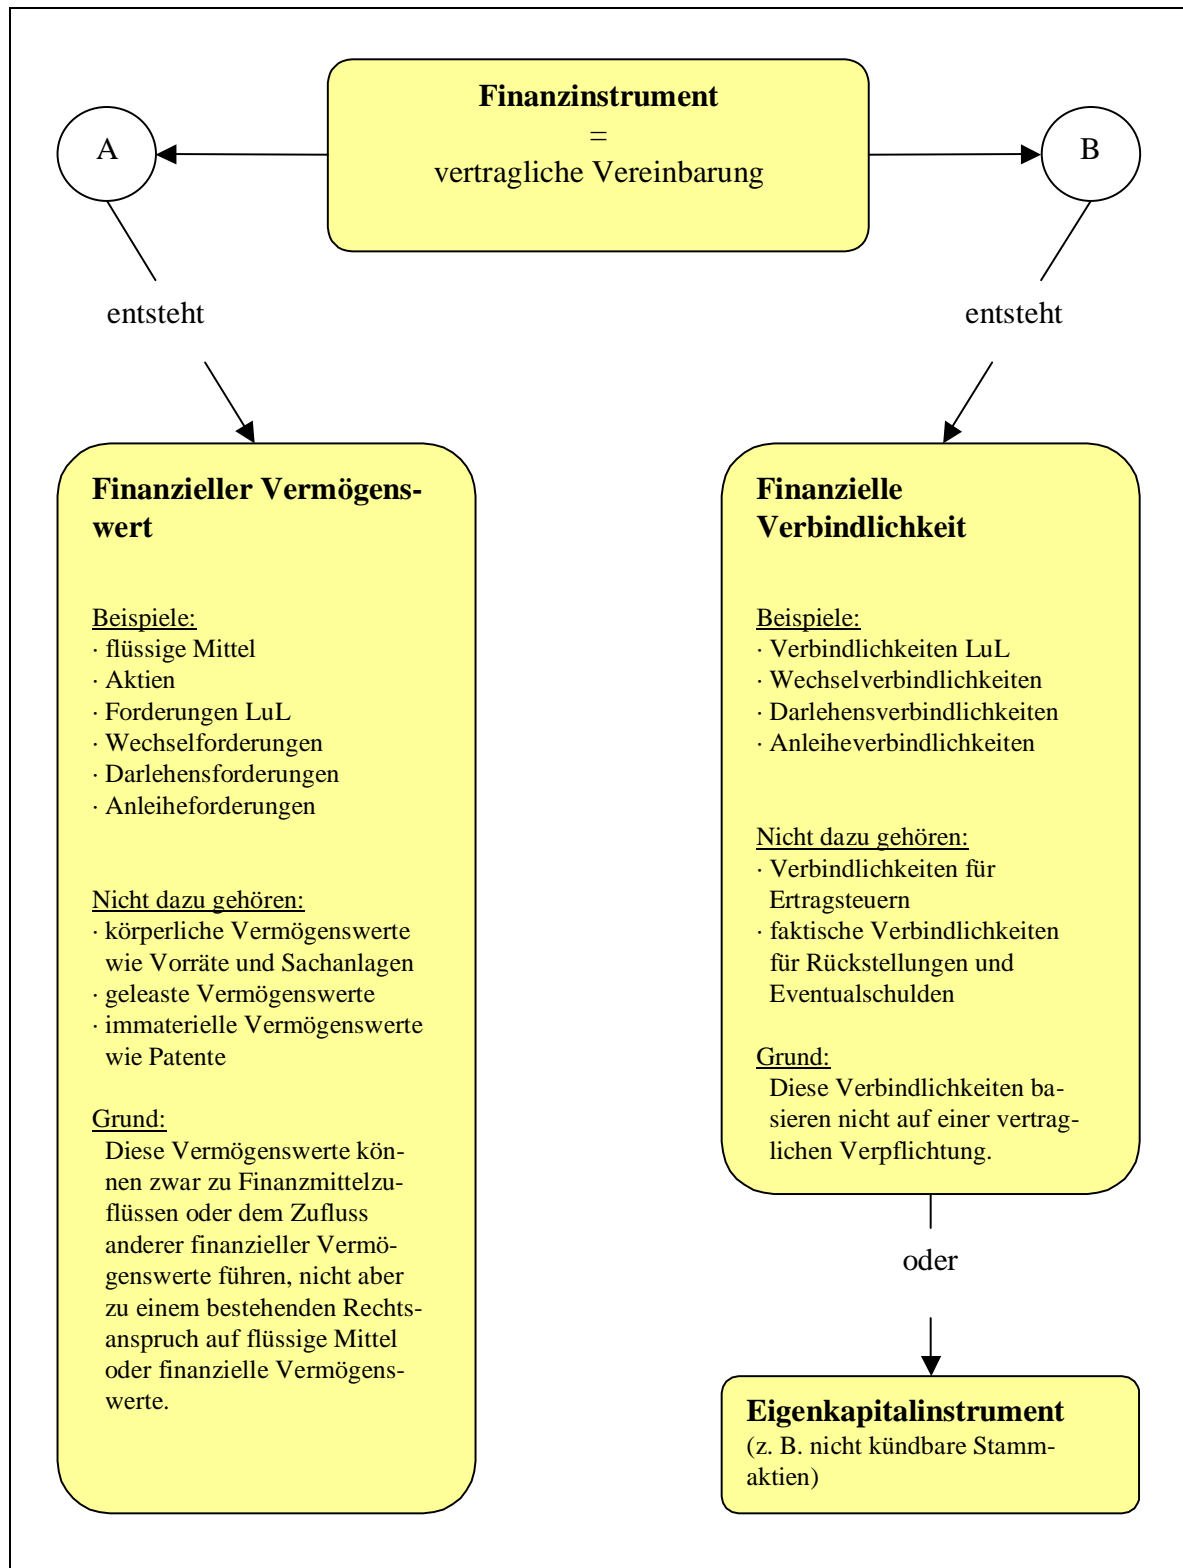 Finanzinstrument
=
vertragliche Vereinbarung
A
B
entsteht
entsteht
Finanzieller Vermögens-
wert
Beispiele:
· flüssige Mittel
· Aktien
· Forderungen LuL
· Wechselforderungen
· Darlehensforderungen
· Anleiheforderungen
Nicht dazu gehören:
· körperliche Vermögenswerte
wie Vorräte und Sachanlagen
· geleaste Vermögenswerte
· immaterielle Vermögenswerte
wie Patente
Grund:
Diese Vermögenswerte kön-
nen zwar zu Finanzmittelzu-
flüssen oder dem Zufluss
anderer finanzieller Vermö-
genswerte führen, nicht aber
zu einem bestehenden Rechts-
anspruch auf flüssige Mittel
oder finanzielle Vermögens-
werte.
Finanzielle
Verbindlichkeit
Beispiele:
· Verbindlichkeiten LuL
· Wechselverbindlichkeiten
· Darlehensverbindlichkeiten
· Anleiheverbindlichkeiten
Nicht dazu gehören:
· Verbindlichkeiten für
Ertragsteuern
· faktische Verbindlichkeiten
für Rückstellungen und
Eventualschulden
Grund:
Diese Verbindlichkeiten ba-
sieren nicht auf einer vertrag-
lichen Verpflichtung.
oder
Eigenkapitalinstrument
(z. B. nicht kündbare Stamm-
aktien)